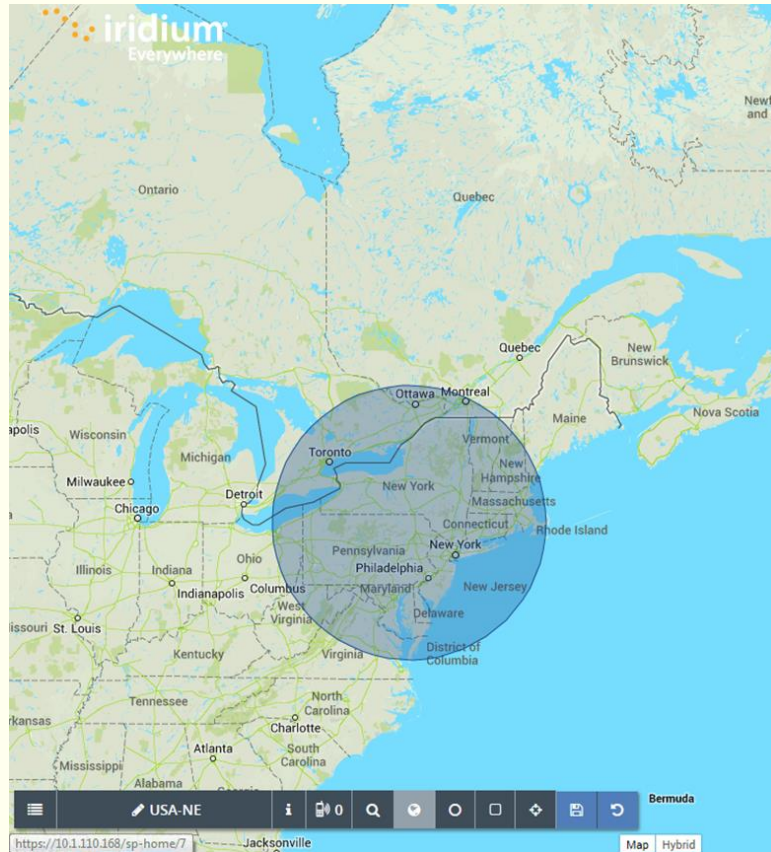 iridium
Everywhere
Newf
and
Ontario
Quebec
Quebec
New
Brunswick
Ottawa
Montreal
Maine
Nova Scotia
apolis
Wisconsin
Vermont
Michigan
Toronto
New
Hampshire
Milwaukee
New York
Detroit
Massachusetts
Chicago
Connecticut
Rhode Island
Pennsylvania
New York
Ohio
Illinois
Indiana
Philadelphia
Indianapolis
Columbus
Maryland
New Jersey
West
Virginia
Delaware
issouri
St. Louis
District of
Columbia
Kentucky
Virginia
Tennessee
North
Carolina
rkansas
Charlotte
Atlanta
South
Carolina
Mississippi
Alabama
USA-NE
i
0
Bermuda
https://10.1.110.168/sp-home/7
Jacksonville
Map
Hybrid